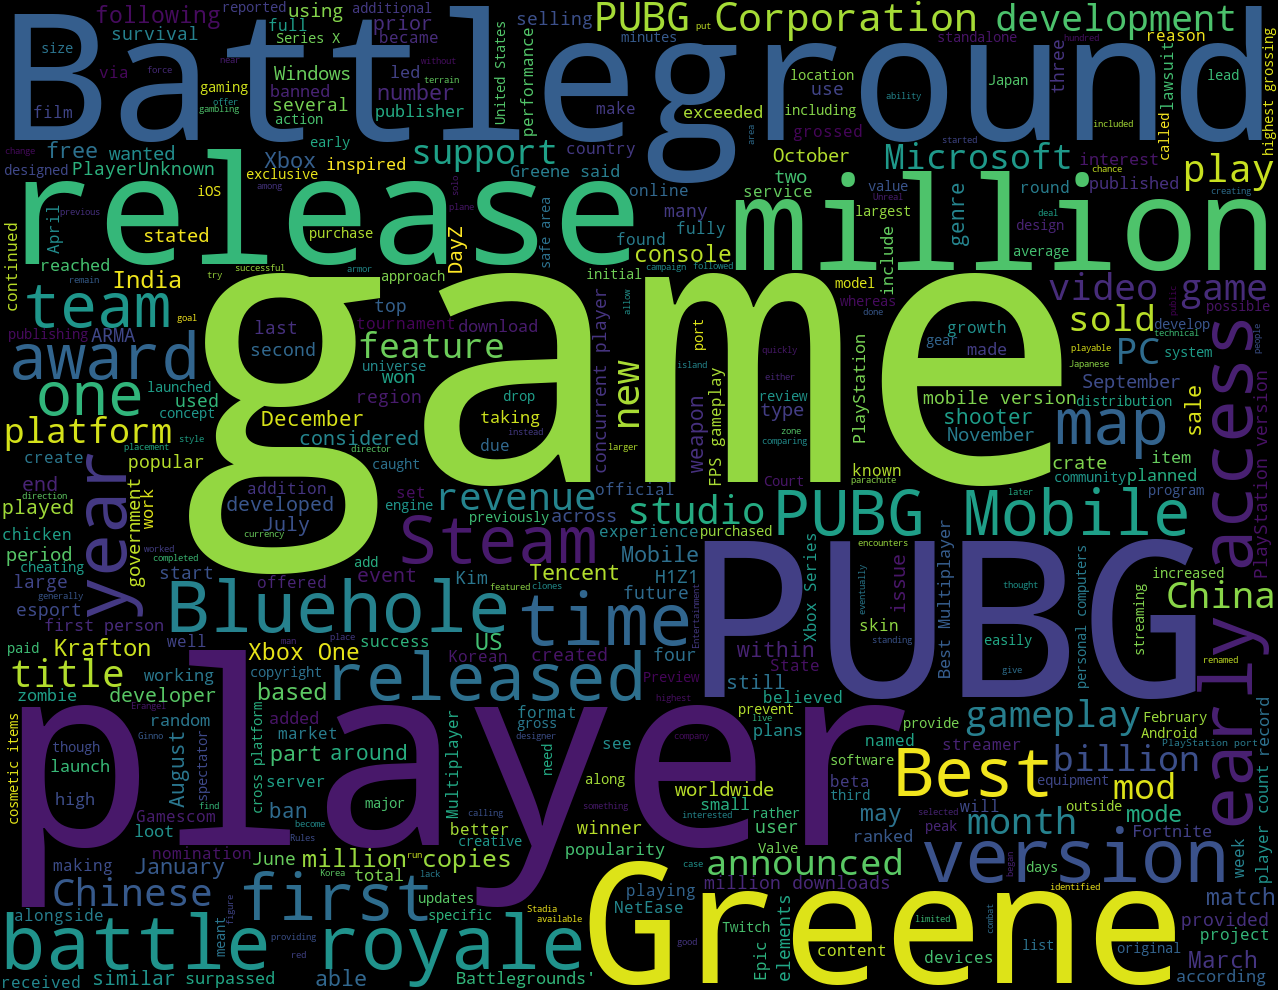 Battleground
following
reported
additional
using
prior
selling
PUBG Corporation
put
development
hundred
survival
size
full
Series X
became
minutes
standalone
reason
via
force
near
without
led
Windows
terrain
United States
performance
location
Japan
three
lead
lawsuit
called
highest grossing
film
gaming
offer
gambling
banned
several
action
number
publisher
make
exceeded
use
including
grossed
ability
included
area
started
change
designed
free
early
wanted
PlayerUnknown
Xbox
exclusive
among
inspired
support
Greene said
country
October
two
Microsoft
interest
published
chance
creating
play
iOS
solo
plane
release
million
online
many
service
value
Unreal
genre
round
largest
deal
design
average
April
previous
stated
purchase
DayZ
safe area
found
fully
console
include
continued
reached
India
try
successful
remain
armor
approach
initial
campaign
followed
model
whereas
team
goal
game
top
tournament
download
allow
port
done
growth
gear
made
video game
public
possible
publishing
ARMA
last
second
feature
universe
concurrent player
island
quickly
PlayStation
sold
develop
technical
people
playable
Japanese
PC
system
award
launched
used
concept
won
region
drop
new
either
review
type
comparing
mobile version
September
distribution
one
December
taking
weapon
FPS gameplay
zone
shooter
November
map
sale
early access
platform
style
placement
considered
director
instead
due
larger
Court
parachute
known
crate
community
item
planned
create
popular
caught
year
end
direction
addition
set
engine
revenue
official
studio
PUBG Mobile
later
program
PlayStation version
played
government
work
developed
July
previously
across
experience
purchased
chicken
currency
completed
worked
Steam
add
Mobile
Tencent
PUBG
encounters
eventually
issue
Xbox Series
period
cheating
start
offered
event
Kim
featured
clones
H1Z1
future
Best Multiplayer
personal computers
thought
streaming
increased
China
large
generally
esport
first person
Bluehole
time
Entertainment
skin
standing
easily
give
renamed
paid
Krafton
well
man
place
success
US
four
within
State
Xbox One
Korean
created
Preview
still
title
zombie
working
copyright
released
highest
believed
developer
based
prevent
live
plans
provide
gameplay
February
Android
PlayStation port
cosmetic items
Erangel
Ginno
random
added
format
gross
designer
player
company
named
streamer
though
launch
August
spectator
cross platform
part
market
around
Multiplayer
need
see
software
Best
billion
mod
high
Gamescom
find
server
along
something
worldwide
beta
third
equipment
selected
will
outside
mode
count record
loot
ban
major
calling
small
interested
rather
user
may
peak
month
Fortnite
nomination
become
Rules
better
creative
winner
popularity
Valve
ranked
making
January
June
million copies
run
lack
Korea
total
case
announced
version
began
days
week
player
identified
Chinese
first
updates
playing
million downloads
match
alongside
meant
figure
specific
NetEase
Twitch
elements
Greene
limited
combat
provided
battle royale
Stadia
available
good
Epic
content
devices
list
original
project
March
received
similar
surpassed
providing
red
able
Battlegrounds'
according